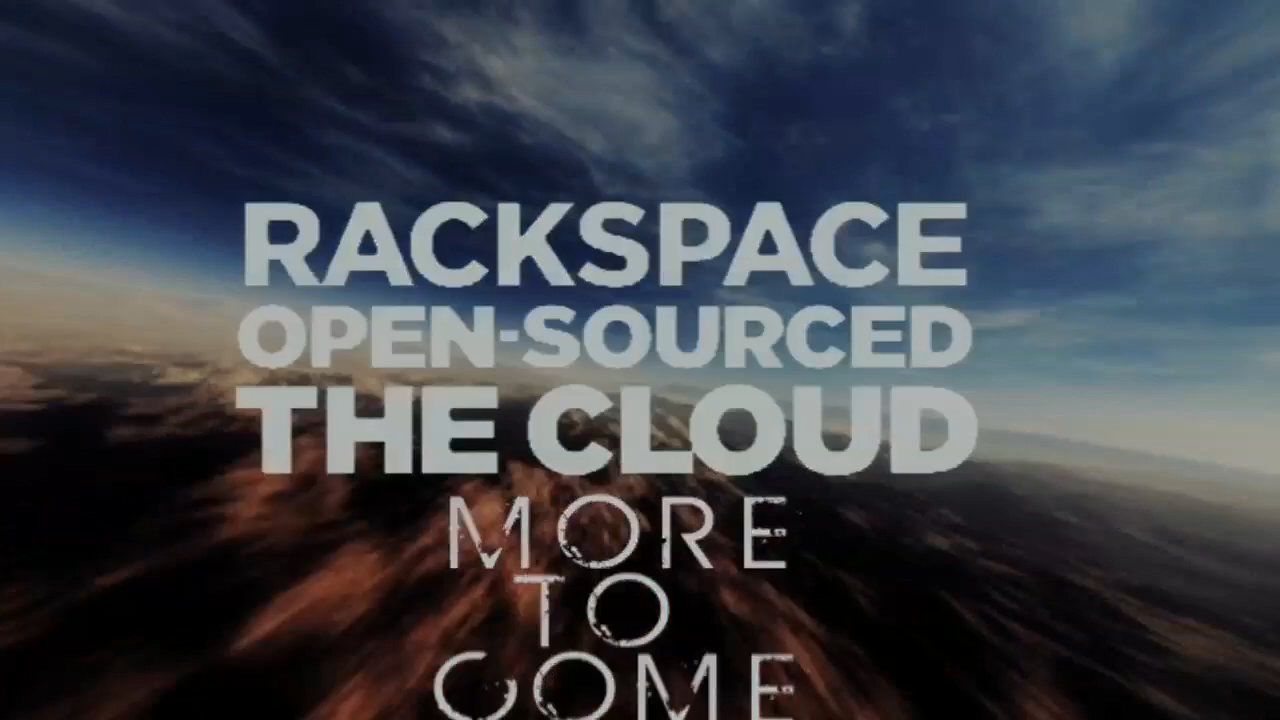 RACKSPACE
OPEN-SOURCED
THE CLOUD
MORE
TO
COME